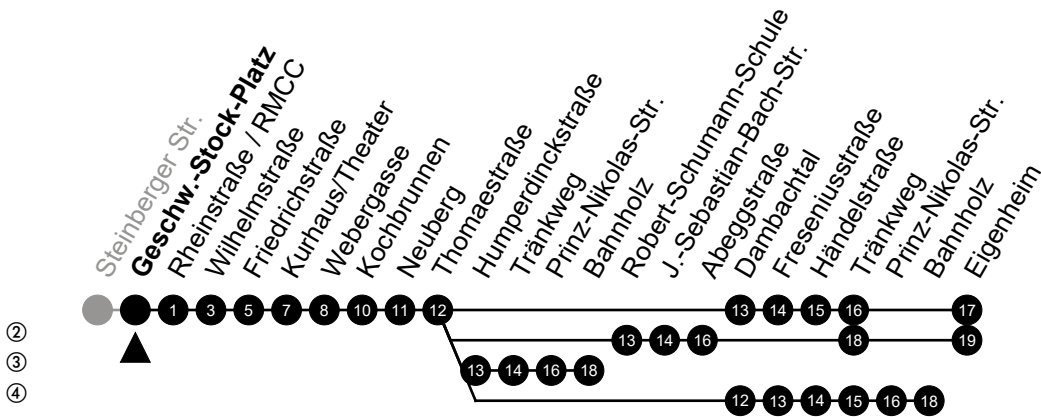 Steinberger Str.
Geschw.-Stock-Platz
Rheinstraße / RMCC
Wilhelmstraße
Friedrichstraße
Kurhaus/Theater
Webergasse
Kochbrunnen
Neuberg
Thomaestraße
Humperdinckstraße
Tränkweg
Prinz-Nikolas-Str.
Bahnholz
Robert-Schumann-Schule
J.-Sebastian-Bach-Str.
Abeggstraße
Dambachtal
Freseniusstraße
Händelstraße
Tränkweg
Prinz-Nikolas-Str.
Bahnholz
Eigenheim
1 3 5 7 8 10 11 12 13 14 15 16 17
② 13 14 16 18 19
③ 13 14 16 18
④ 12 13 14 15 16 18